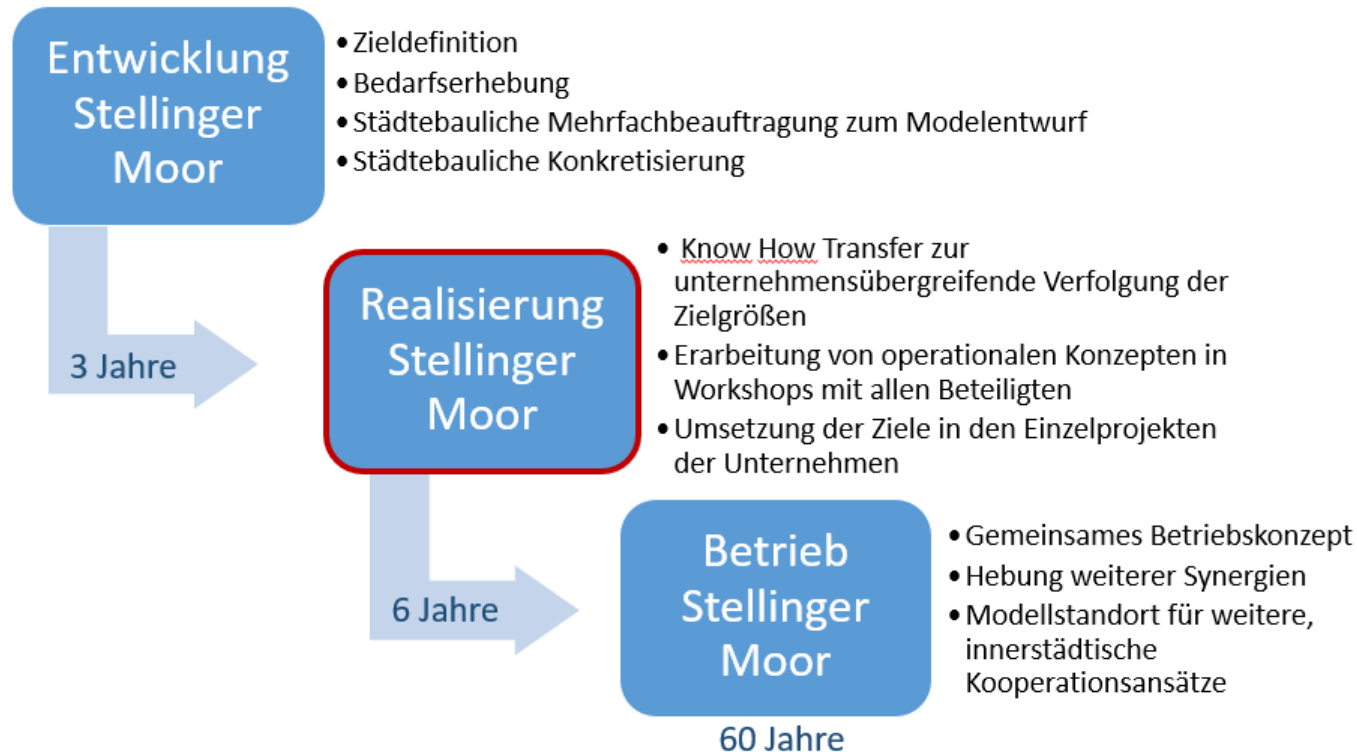 Entwicklung
Stellinger
Moor
• Zieldefinition
• Bedarfserhebung
• Städtebauliche Mehrfachbeauftragung zum Modelentwurf
• Städtebauliche Konkretisierung
3 Jahre
Realisierung
Stellinger
Moor
• Know How Transfer zur
unternehmensübergreifende Verfolgung der
Zielgrößen
• Erarbeitung von operationalen Konzepten in
Workshops mit allen Beteiligten
• Umsetzung der Ziele in den Einzelprojekten
der Unternehmen
6 Jahre
Betrieb
Stellinger
Moor
• Gemeinsames Betriebskonzept
• Hebung weiterer Synergien
• Modellstandort für weitere,
innerstädtische
Kooperationsansätze
60 Jahre